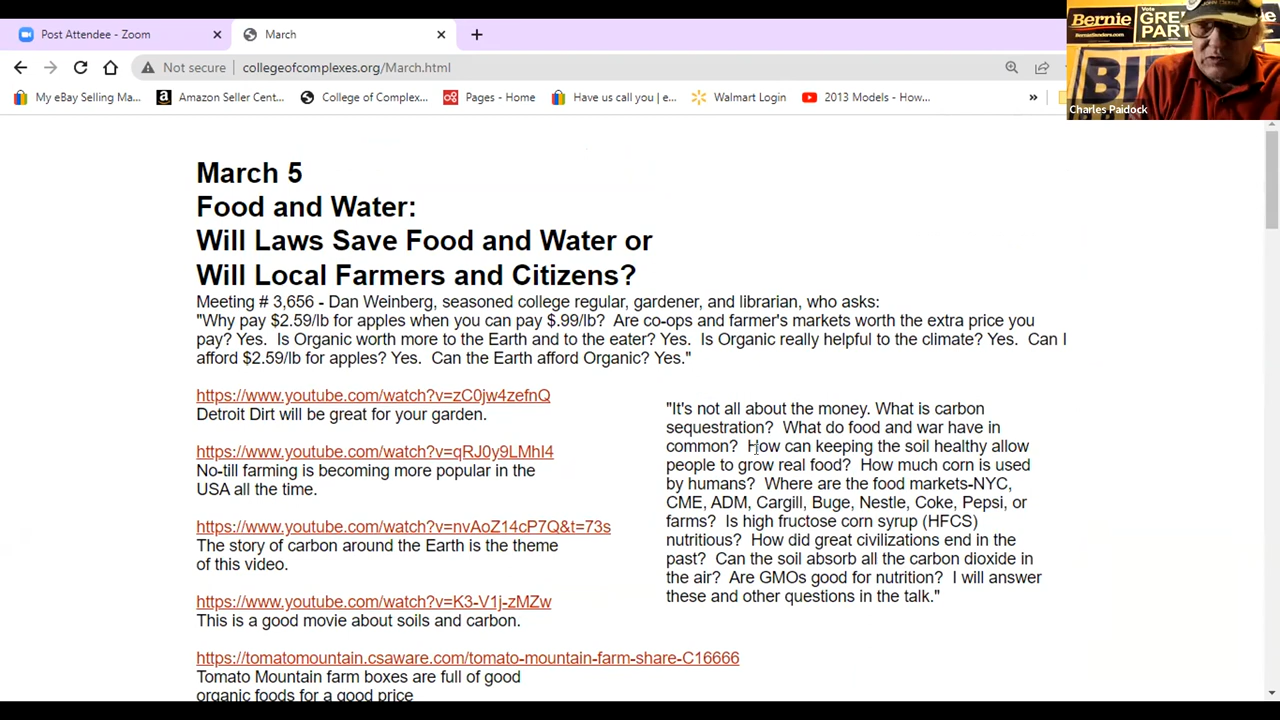 Post Attendee - Zoom
March
Not secure
collegeofcomplexes.org/March.html
My eBay Selling Ma...
Amazon Seller Cent...
College of Complex...
Pages - Home
Have us call you | e...
Walmart Login
2013 Models - How...
»
Bernie
Vote
GRE
PART
Charles Paidock
March 5
Food and Water:
Will Laws Save Food and Water or
Will Local Farmers and Citizens?
Meeting # 3,656 - Dan Weinberg, seasoned college regular, gardener, and librarian, who asks:
"Why pay $2.59/lb for apples when you can pay $.99/lb?  Are co-ops and farmer's markets worth the extra price you
pay? Yes.  Is Organic worth more to the Earth and to the eater? Yes.  Is Organic really helpful to the climate? Yes.  Can I
afford $2.59/lb for apples? Yes.  Can the Earth afford Organic? Yes."
https://www.youtube.com/watch?v=zC0jw4zefnQ
Detroit Dirt will be great for your garden.
https://www.youtube.com/watch?v=qRJ0y9LMhI4
No-till farming is becoming more popular in the
USA all the time.
https://www.youtube.com/watch?v=nvAoZ14cP7Q&t=73s
The story of carbon around the Earth is the theme
of this video.
https://www.youtube.com/watch?v=K3-V1j-zMZw
This is a good movie about soils and carbon.
https://tomatomountain.csaware.com/tomato-mountain-farm-share-C16666
Tomato Mountain farm boxes are full of good
organic foods for a good price
"It's not all about the money. What is carbon
sequestration?  What do food and war have in
common?  How can keeping the soil healthy allow
people to grow real food?  How much corn is used
by humans?  Where are the food markets-NYC,
CME, ADM, Cargill, Buge, Nestle, Coke, Pepsi, or
farms?  Is high fructose corn syrup (HFCS)
nutritious?  How did great civilizations end in the
past?  Can the soil absorb all the carbon dioxide in
the air?  Are GMOs good for nutrition?  I will answer
these and other questions in the talk."